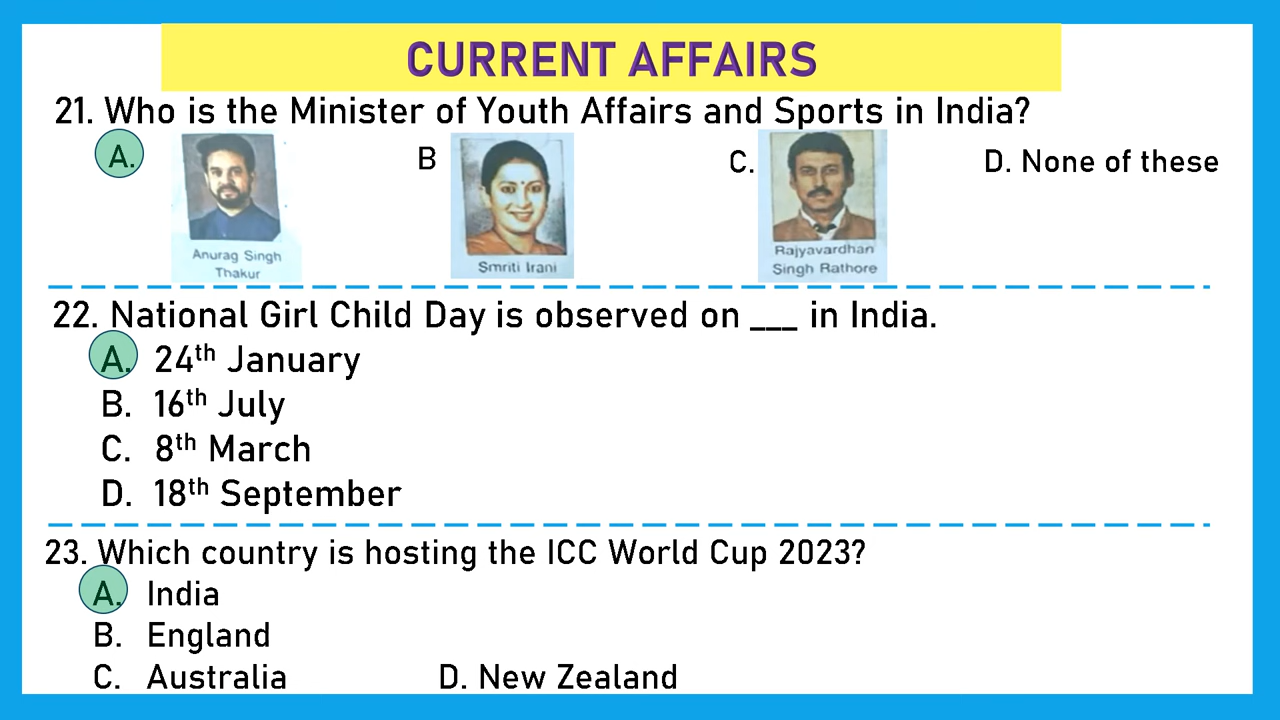 CURRENT AFFAIRS
21. Who is the Minister of Youth Affairs and Sports in India?
A. B C. D. None of these
Anurag Singh
Thakur
Smriti Irani
Rajyavardhan
Singh Rathore
22. National Girl Child Day is observed on ___ in India.
A. 24th January
B. 16th July
C. 8th March
D. 18th September
23. Which country is hosting the ICC World Cup 2023?
A. India
B. England
C. Australia D. New Zealand